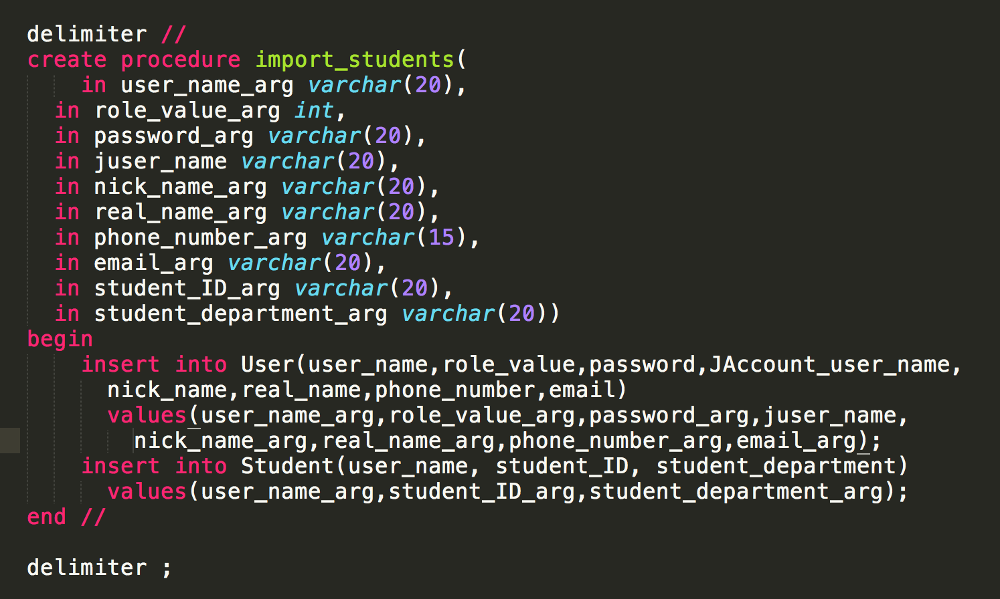 delimiter //
create procedure import_students(
in user_name_arg varchar(20),
in role_value_arg int,
in password_arg varchar(20),
in juser_name varchar(20),
in nick_name_arg varchar(20),
in real_name_arg varchar(20),
in phone_number_arg varchar(15),
in email_arg varchar(20),
in student_ID_arg varchar(20),
in student_department_arg varchar(20))
begin
insert into User(user_name,role_value,password,JAccount_user_name,
nick_name,real_name,phone_number,email)
values(user_name_arg,role_value_arg,password_arg,juser_name,
nick_name_arg,real_name_arg,phone_number_arg,email_arg);
insert into Student(user_name, student_ID, student_department)
values(user_name_arg,student_ID_arg,student_department_arg);
end //
delimiter ;